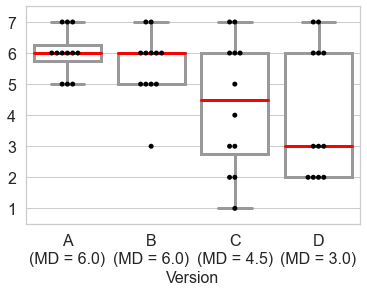 7
6
5
4
3
2
1
A B C D
(MD = 6.0) (MD = 6.0) (MD = 4.5) (MD = 3.0)
Version